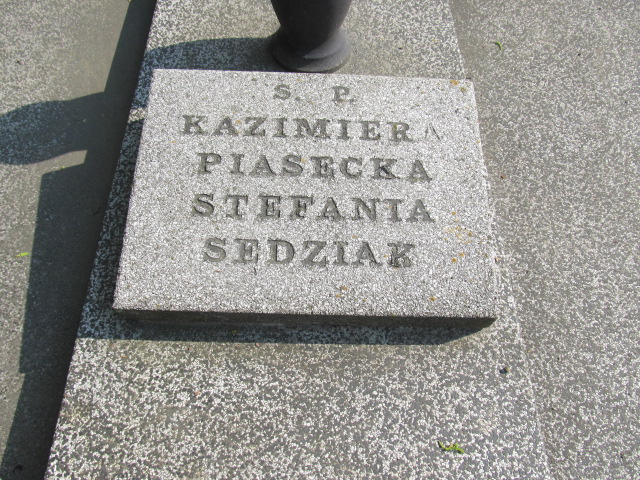 S. P.
KAZIMIERA
PIASECKA
STEFANIA
SEDZIAK